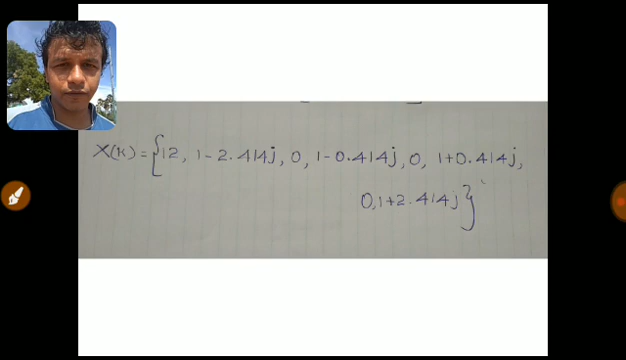 X(K)={12, 1-2.414j, 0, 1-0.414j, 0, 1+0.414j,
0, 1+2.414j}